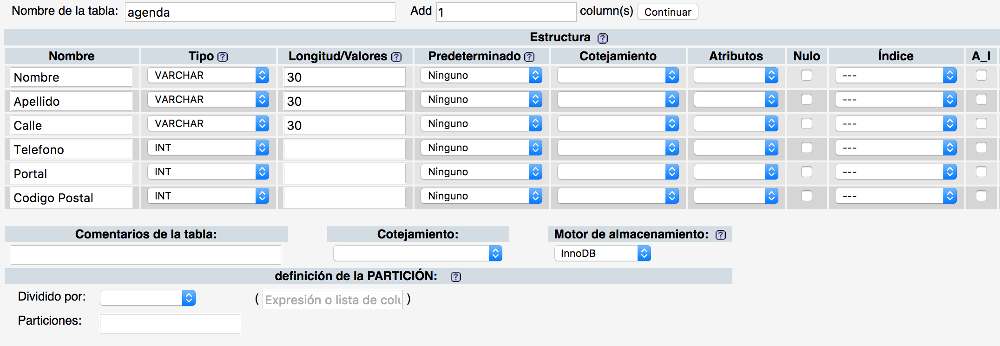 Nombre de la tabla: agenda Add 1 column(s) Continuar
Estructura ?
Nombre Tipo ? Longitud/Valores ? Predeterminado ? Cotejamiento Atributos Nulo Índice A_I
Nombre VARCHAR 30 Ninguno ---
Apellido VARCHAR 30 Ninguno ---
Calle VARCHAR 30 Ninguno ---
Telefono INT Ninguno ---
Portal INT Ninguno ---
Codigo Postal INT Ninguno ---
Comentarios de la tabla: Cotejamiento: Motor de almacenamiento: ?
InnoDB
definición de la PARTICIÓN: ?
Dividido por: ( Expresión o lista de colu )
Particiones: